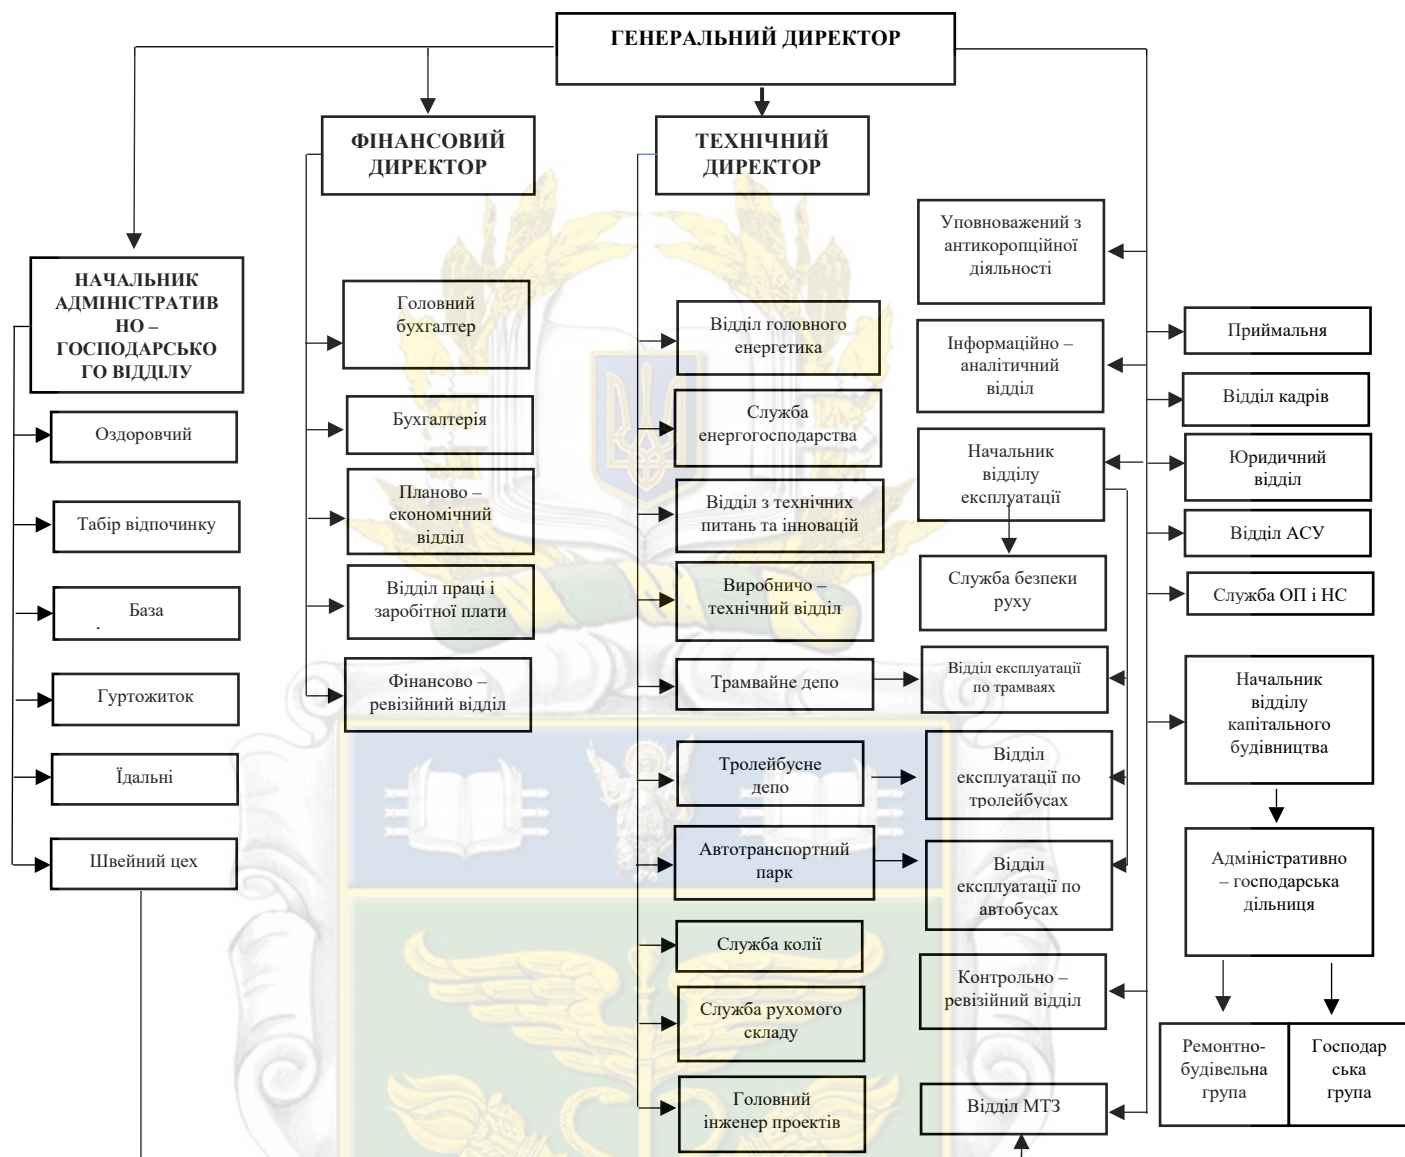 ГЕНЕРАЛЬНИЙ ДИРЕКТОР
ФІНАНСОВИЙ
ДИРЕКТОР
ТЕХНІЧНИЙ
ДИРЕКТОР
НАЧАЛЬНИК
АДМІНІСТРАТИВ
НО –
ГОСПОДАРСЬКО
ГО ВІДДІЛУ
Оздоровчий
Табір відпочинку
База
Гуртожиток
Їдальні
Швейний цех
Головний
бухгалтер
Бухгалтерія
Планово –
економічний
відділ
Відділ праці і
заробітної плати
Фінансово –
ревізійний відділ
Відділ головного
енергетика
Служба
енергогосподарства
Відділ з технічних
питань та інновацій
Виробничо –
технічний відділ
Трамвайне депо
Тролейбусне
депо
Автотранспортний
парк
Служба колії
Служба рухомого
складу
Головний
інженер проектів
Уповноважений з
антикоропційної
діяльності
Інформаційно –
аналітичний
відділ
Начальник
відділу
експлуатації
Служба безпеки
руху
Відділ експлуатації
по трамваях
Відділ
експлуатації по
тролейбусах
Відділ
експлуатації по
автобусах
Контрольно –
ревізійний відділ
Відділ МТЗ
Приймальня
Відділ кадрів
Юридичний
відділ
Відділ АСУ
Служба ОП і НС
Начальник
відділу
капітального
будівництва
Адміністративно
– господарська
дільниця
Ремонтно-
будівельна
група
Господар
ська
група